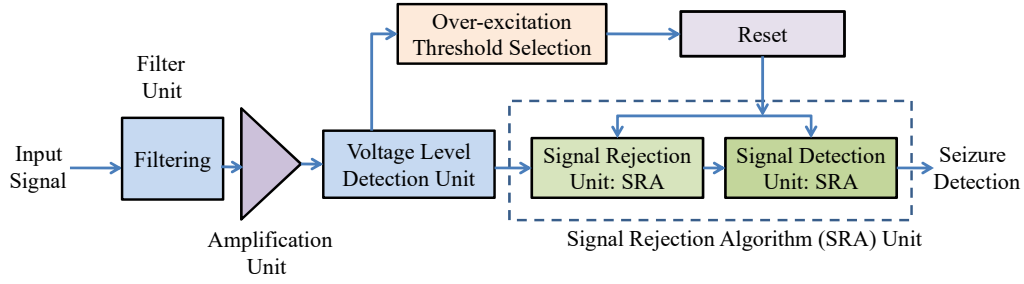 Over-excitation
Threshold Selection
Reset
Filter
Unit
Input
Signal
Filtering
Voltage Level
Detection Unit
Signal Rejection
Unit: SRA
Signal Detection
Unit: SRA
Seizure
Detection
Amplification
Unit
Signal Rejection Algorithm (SRA) Unit